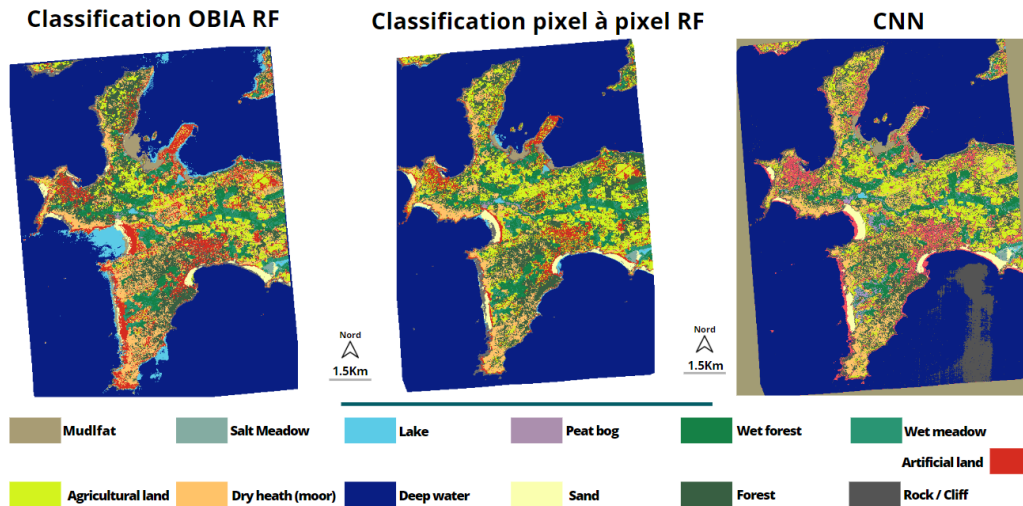 Classification OBIA RF
Classification pixel à pixel RF
CNN
Nord
1.5Km
Nord
1.5Km
Mudlfat
Salt Meadow
Lake
Peat bog
Wet forest
Wet meadow
Artificial land
Agricultural land
Dry heath (moor)
Deep water
Sand
Forest
Rock / Cliff